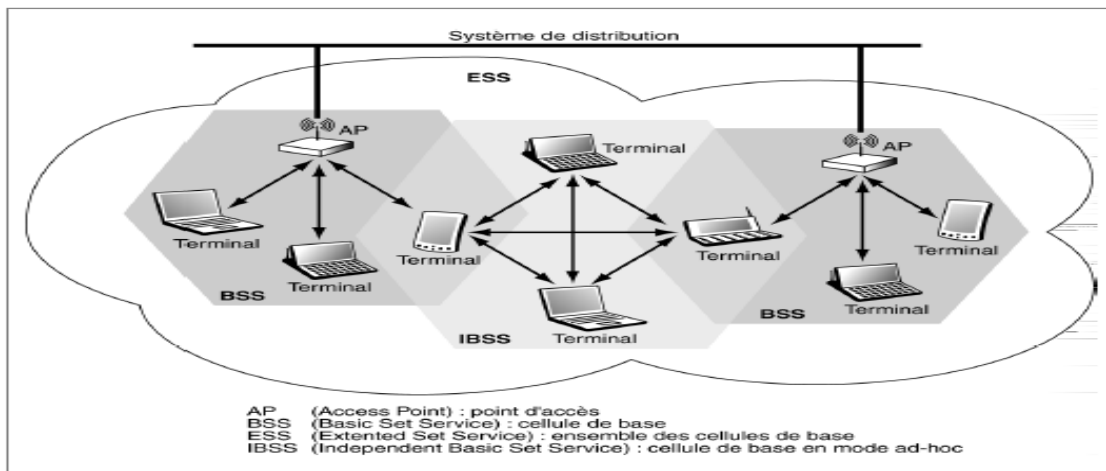 Système de distribution
ESS
AP
AP
Terminal
Terminal
Terminal
Terminal
Terminal
Terminal
Terminal
BSS
Terminal
BSS
IBSS
Terminal
AP (Access Point) : point d'accès
BSS (Basic Set Service) : cellule de base
ESS (Extented Set Service) : ensemble des cellules de base
IBSS (Independent Basic Set Service) : cellule de base en mode ad-hoc